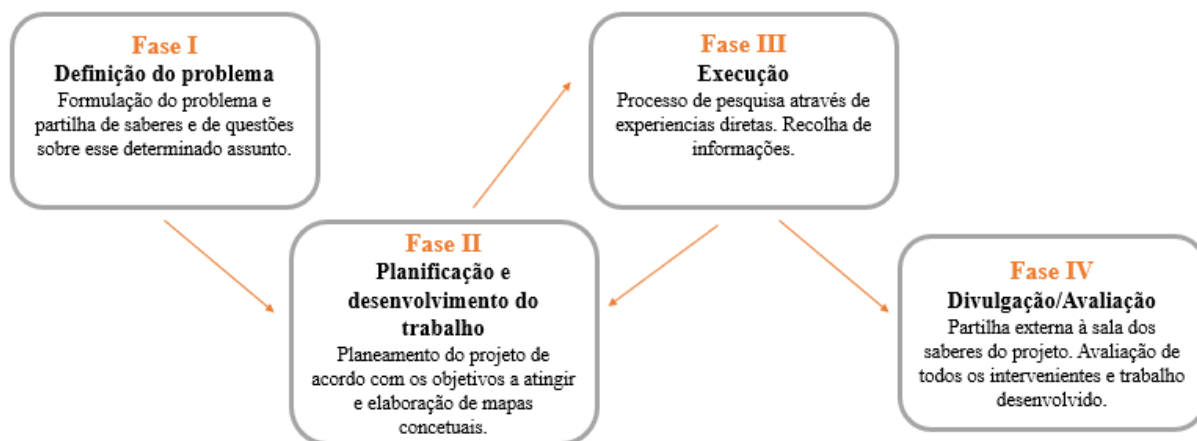 Fase I
Definição do problema
Formulação do problema e
partilha de saberes e de questões
sobre esse determinado assunto.
Fase II
Planificação e
desenvolvimento do
trabalho
Planeamento do projeto de
acordo com os objetivos a atingir
e elaboração de mapas
concetuais.
Fase III
Execução
Processo de pesquisa através de
experiencias diretas. Recolha de
informações.
Fase IV
Divulgação/Avaliação
Partilha externa à sala dos
saberes do projeto. Avaliação de
todos os intervenientes e trabalho
desenvolvido.